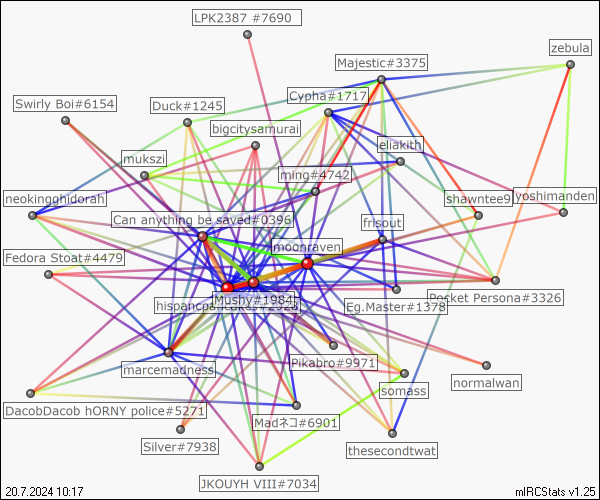 LPK2387 #7690
zebula
Majestic#3375
Cypha#1717
Swirly Boi#6154
Duck#1245
bigcitysamurai
eliakith
mukszi
ming#4742
neokingghidorah
shawntee9
yoshimanden
Can anything be saved#0396
frisout
moonraven
Fedora Stoat#4479
Mushy#1984
Pocket Persona#3326
Eg.Master#1378
Pikabro#9971
marcemadness
normalwan
somass
DacobDacob hORNY police#5271
Madネコ#6901
Silver#7938
thesecondtwat
JKOUYH VIII#7034
20.7.2024 10:17
mIRCStats v1.25